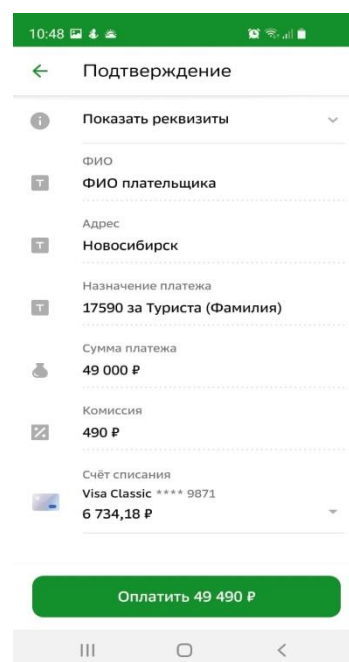 10:48
Подтверждение
Показать реквизиты
ФИО
ФИО плательщика
Адрес
Новосибирск
Назначение платежа
17590 за Туриста (Фамилия)
Сумма платежа
49 000 ₽
Комиссия
490 ₽
Счёт списания
Visa Classic **** 9871
6 734,18 ₽
Оплатить 49 490 ₽